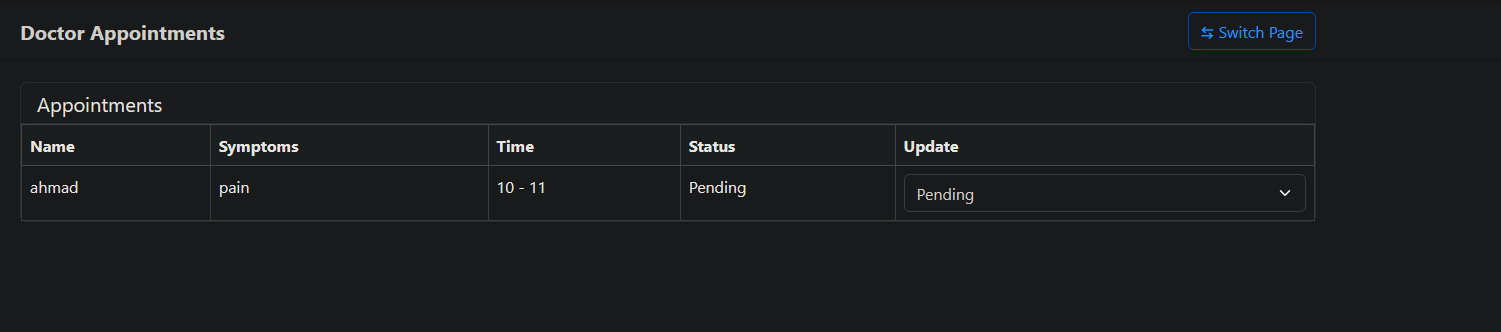 Doctor Appointments
⇆ Switch Page
Appointments
Name Symptoms Time Status Update
ahmad pain 10 - 11 Pending Pending